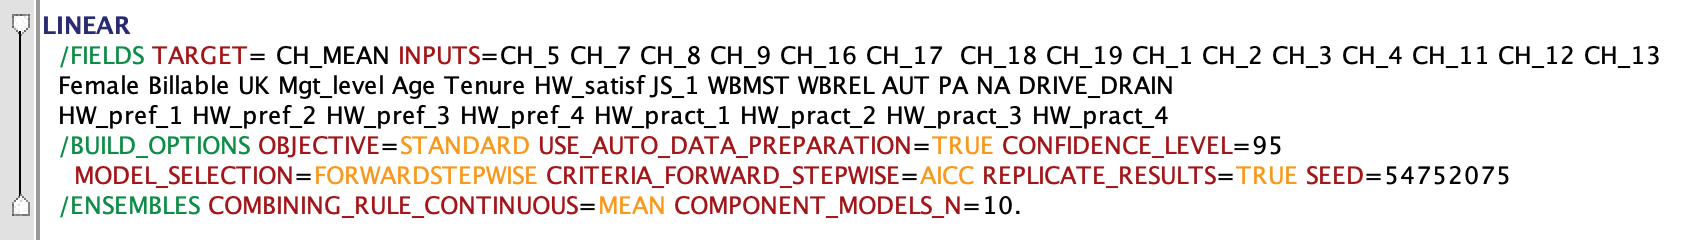 LINEAR
/FIELDS TARGET= CH_MEAN INPUTS=CH_5 CH_7 CH_8 CH_9 CH_16 CH_17  CH_18 CH_19 CH_1 CH_2 CH_3 CH_4 CH_11 CH_12 CH_13
Female Billable UK Mgt_level Age Tenure HW_satisf JS_1 WBMST WBREL AUT PA NA DRIVE_DRAIN
HW_pref_1 HW_pref_2 HW_pref_3 HW_pref_4 HW_pract_1 HW_pract_2 HW_pract_3 HW_pract_4
/BUILD_OPTIONS OBJECTIVE=STANDARD USE_AUTO_DATA_PREPARATION=TRUE CONFIDENCE_LEVEL=95
MODEL_SELECTION=FORWARDSTEPWISE CRITERIA_FORWARD_STEPWISE=AICC REPLICATE_RESULTS=TRUE SEED=54752075
/ENSEMBLES COMBINING_RULE_CONTINUOUS=MEAN COMPONENT_MODELS_N=10.